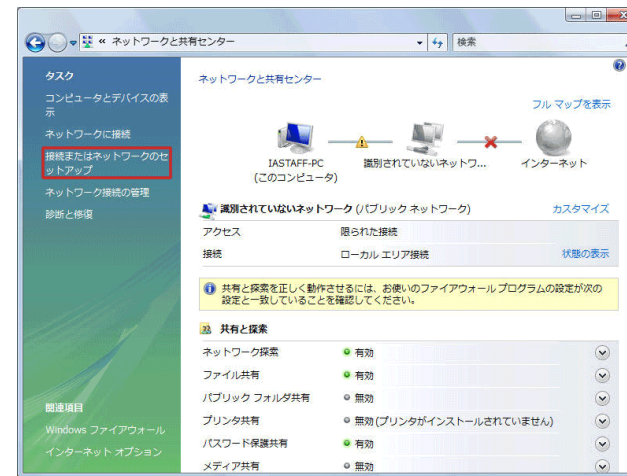 « ネットワークと共有センター
検索
タスク
コンピュータとデバイスの表
示
ネットワークに接続
接続またはネットワークのセ
ットアップ
ネットワーク接続の管理
診断と修復
関連項目
Windows ファイアウォール
インターネット オプション
ネットワークと共有センター
フル マップを表示
IASTAFF-PC
(このコンピュータ)
識別されていないネットワ...
インターネット
識別されていないネットワーク (パブリック ネットワーク)
カスタマイズ
アクセス 限られた接続
接続 ローカル エリア接続 状態の表示
共有と探索を正しく動作させるには、お使いのファイアウォール プログラムの設定が次の
設定と一致していることを確認してください。
共有と探索
ネットワーク探索 有効
ファイル共有 有効
パブリック フォルダ共有 無効
プリンタ共有 無効 (プリンタがインストールされていません)
パスワード保護共有 有効
メディア共有 無効